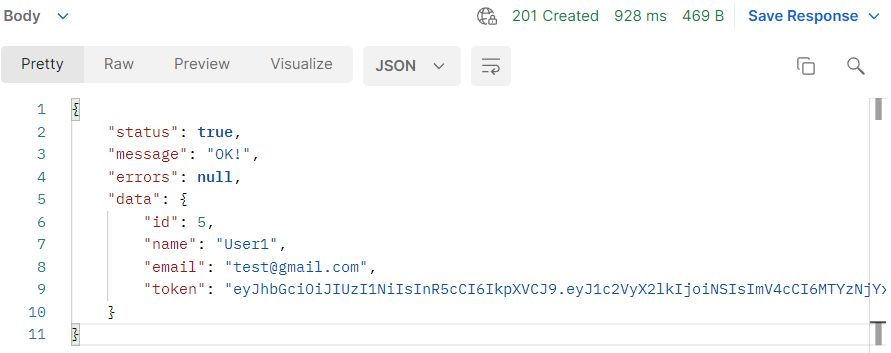 Body 201 Created 928 ms 469 B Save Response
Pretty Raw Preview Visualize JSON
1 {
2 "status": true,
3 "message": "OK!",
4 "errors": null,
5 "data": {
6 "id": 5,
7 "name": "User1",
8 "email": "test@gmail.com",
9 "token": "eyJhbGciOiJIUzI1NiIsInR5cCI6IkpXVCJ9.eyJ1c2VyX2lkIjoiNSIsImV4cCI6MTYzNjYx
10 }
11 }